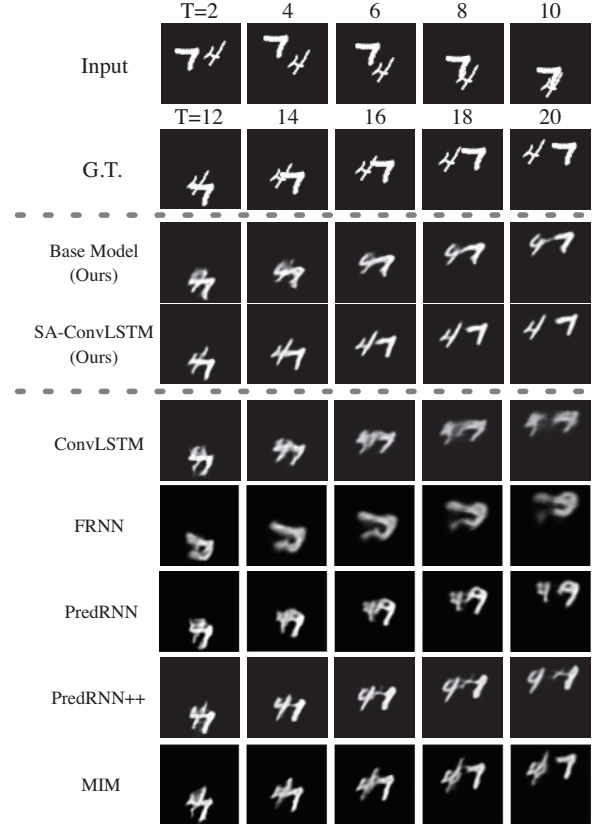 T=2 4 6 8 10
Input
T=12 14 16 18 20
G.T.
Base Model
(Ours)
SA-ConvLSTM
(Ours)
ConvLSTM
FRNN
PredRNN
PredRNN++
MIM